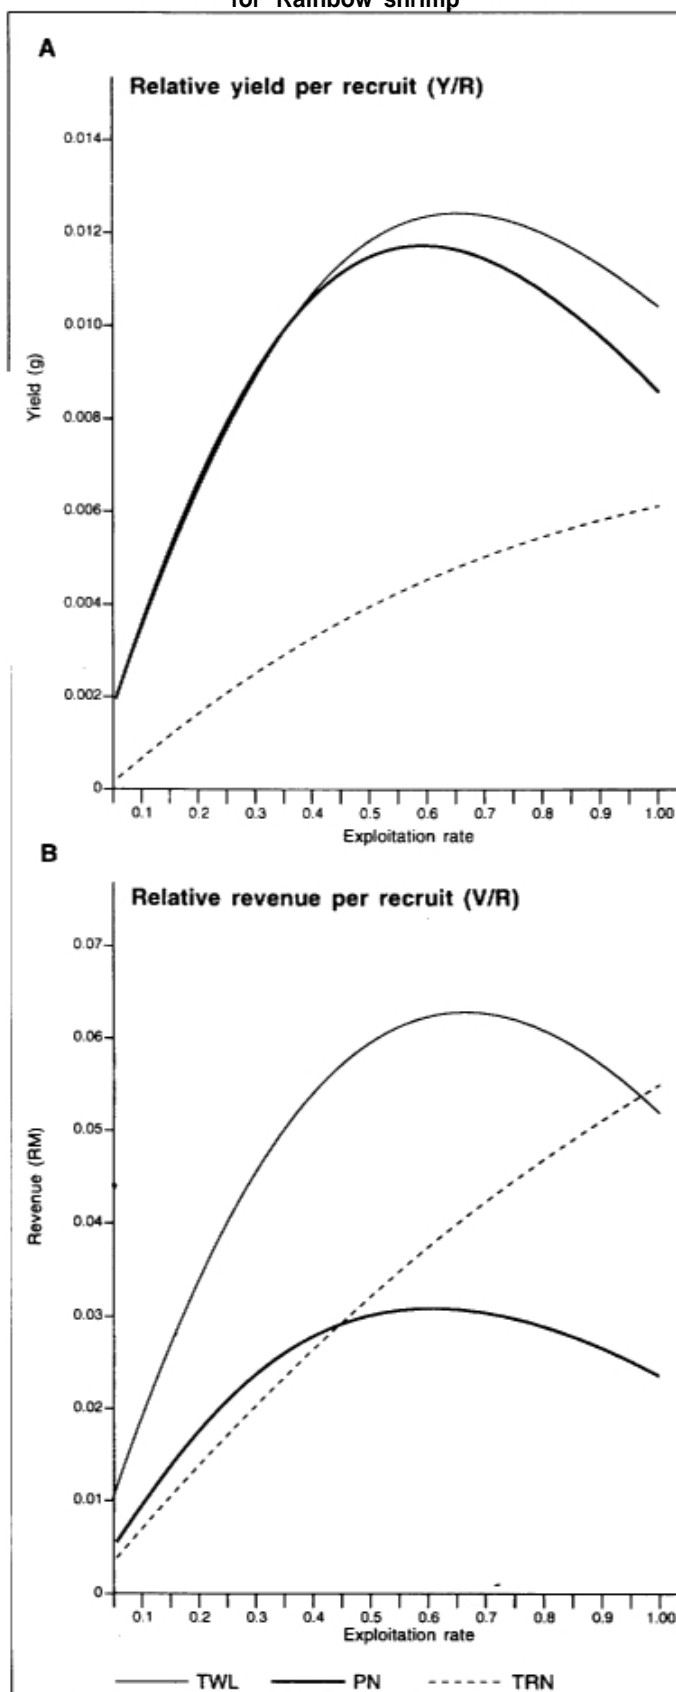 for Rainbow shrimp
A
Relative yield per recruit (Y/R)
0.014
0.012
0.010
0.008
0.006
0.004
0.002
0
Yield (g)
0.1 0.2 0.3 0.4 0.5 0.6 0.7 0.8 0.9 1.00
Exploitation rate
B
Relative revenue per recruit (V/R)
0.07
0.06
0.05
0.04
0.03
0.02
0.01
0
Revenue (RM)
0.1 0.2 0.3 0.4 0.5 0.6 0.7 0.8 0.9 1.00
Exploitation rate
TWL PN TRN